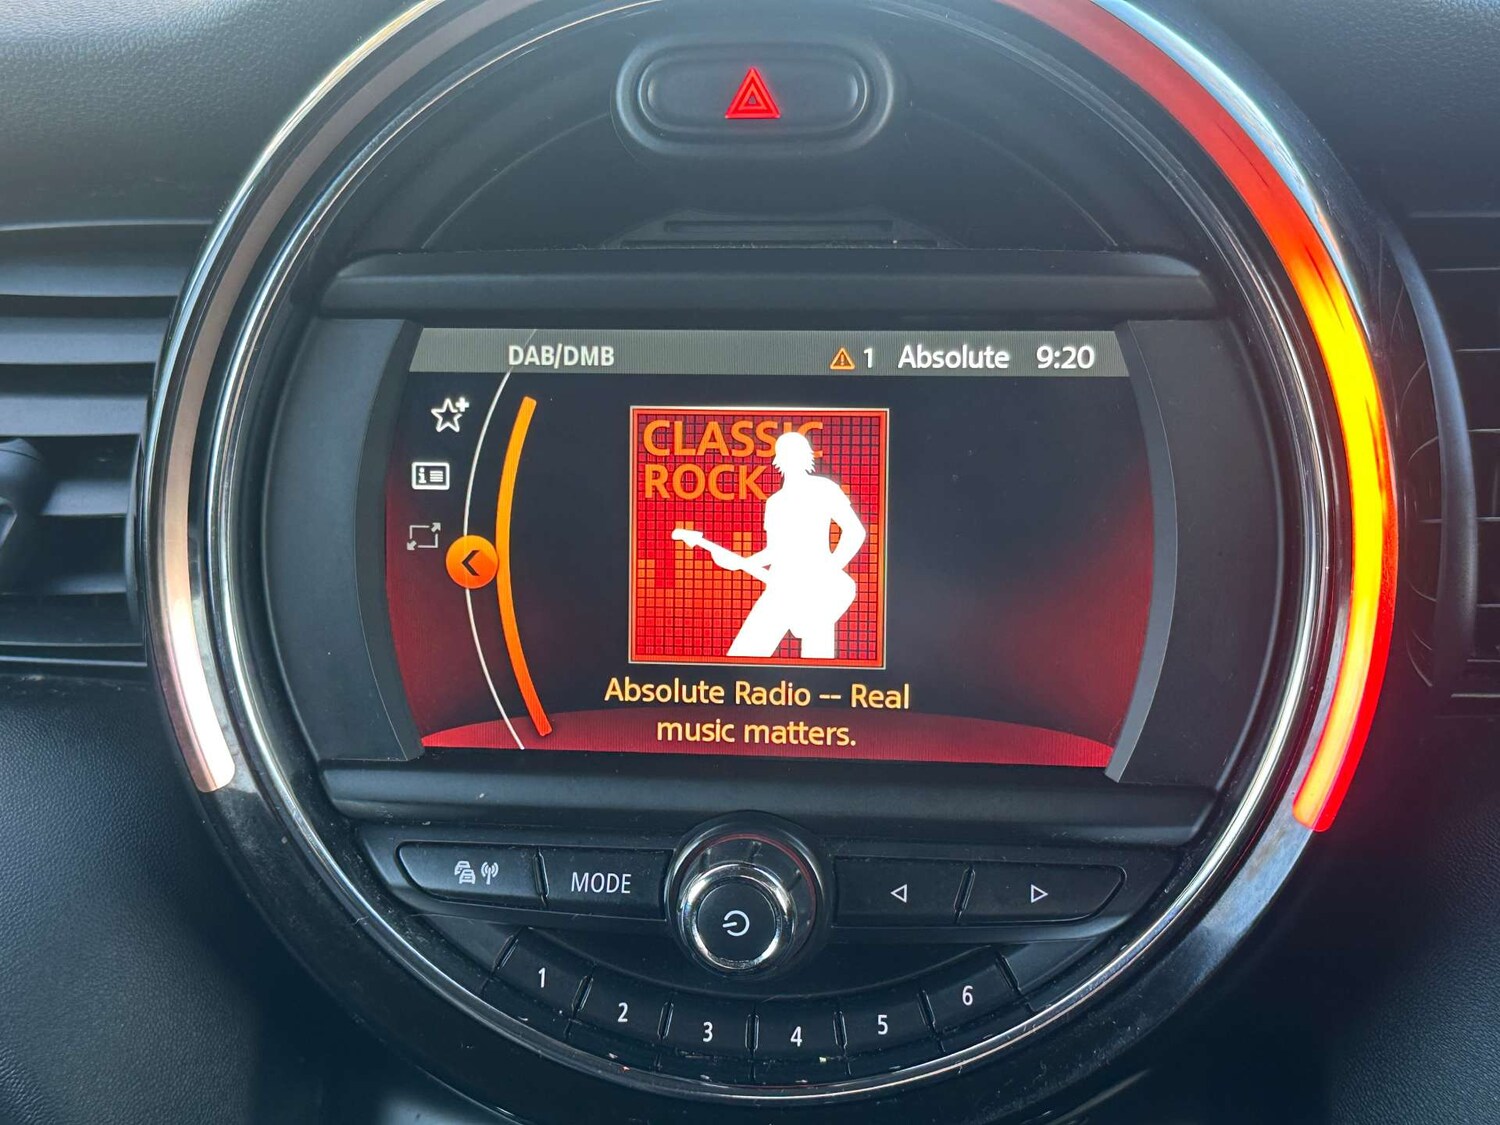 DAB/DMB 1 Absolute 9:20
CLASSIC
ROCK
Absolute Radio -- Real
music matters.
MODE
1 2 3 4 5 6